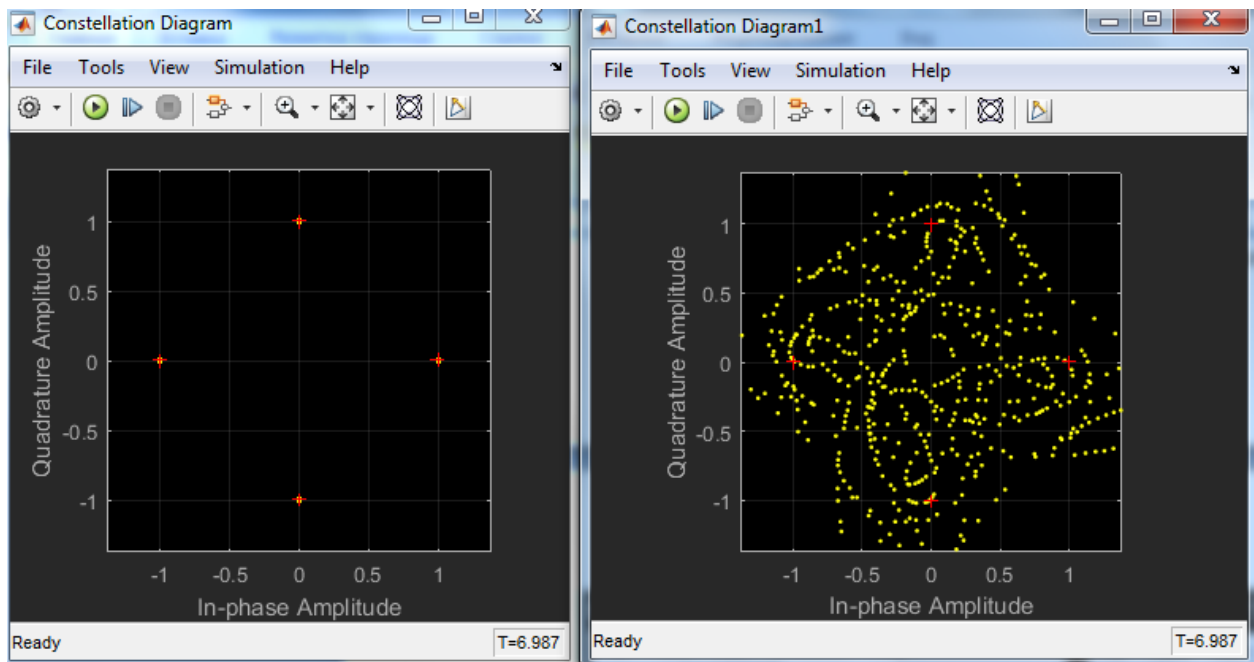 Constellation Diagram
File Tools View Simulation Help
1
0.5
0
-0.5
-1
Quadrature Amplitude
-1 -0.5 0 0.5 1
In-phase Amplitude
Ready T=6.987
Constellation Diagram1
File Tools View Simulation Help
1
0.5
0
-0.5
-1
Quadrature Amplitude
-1 -0.5 0 0.5 1
In-phase Amplitude
Ready T=6.987